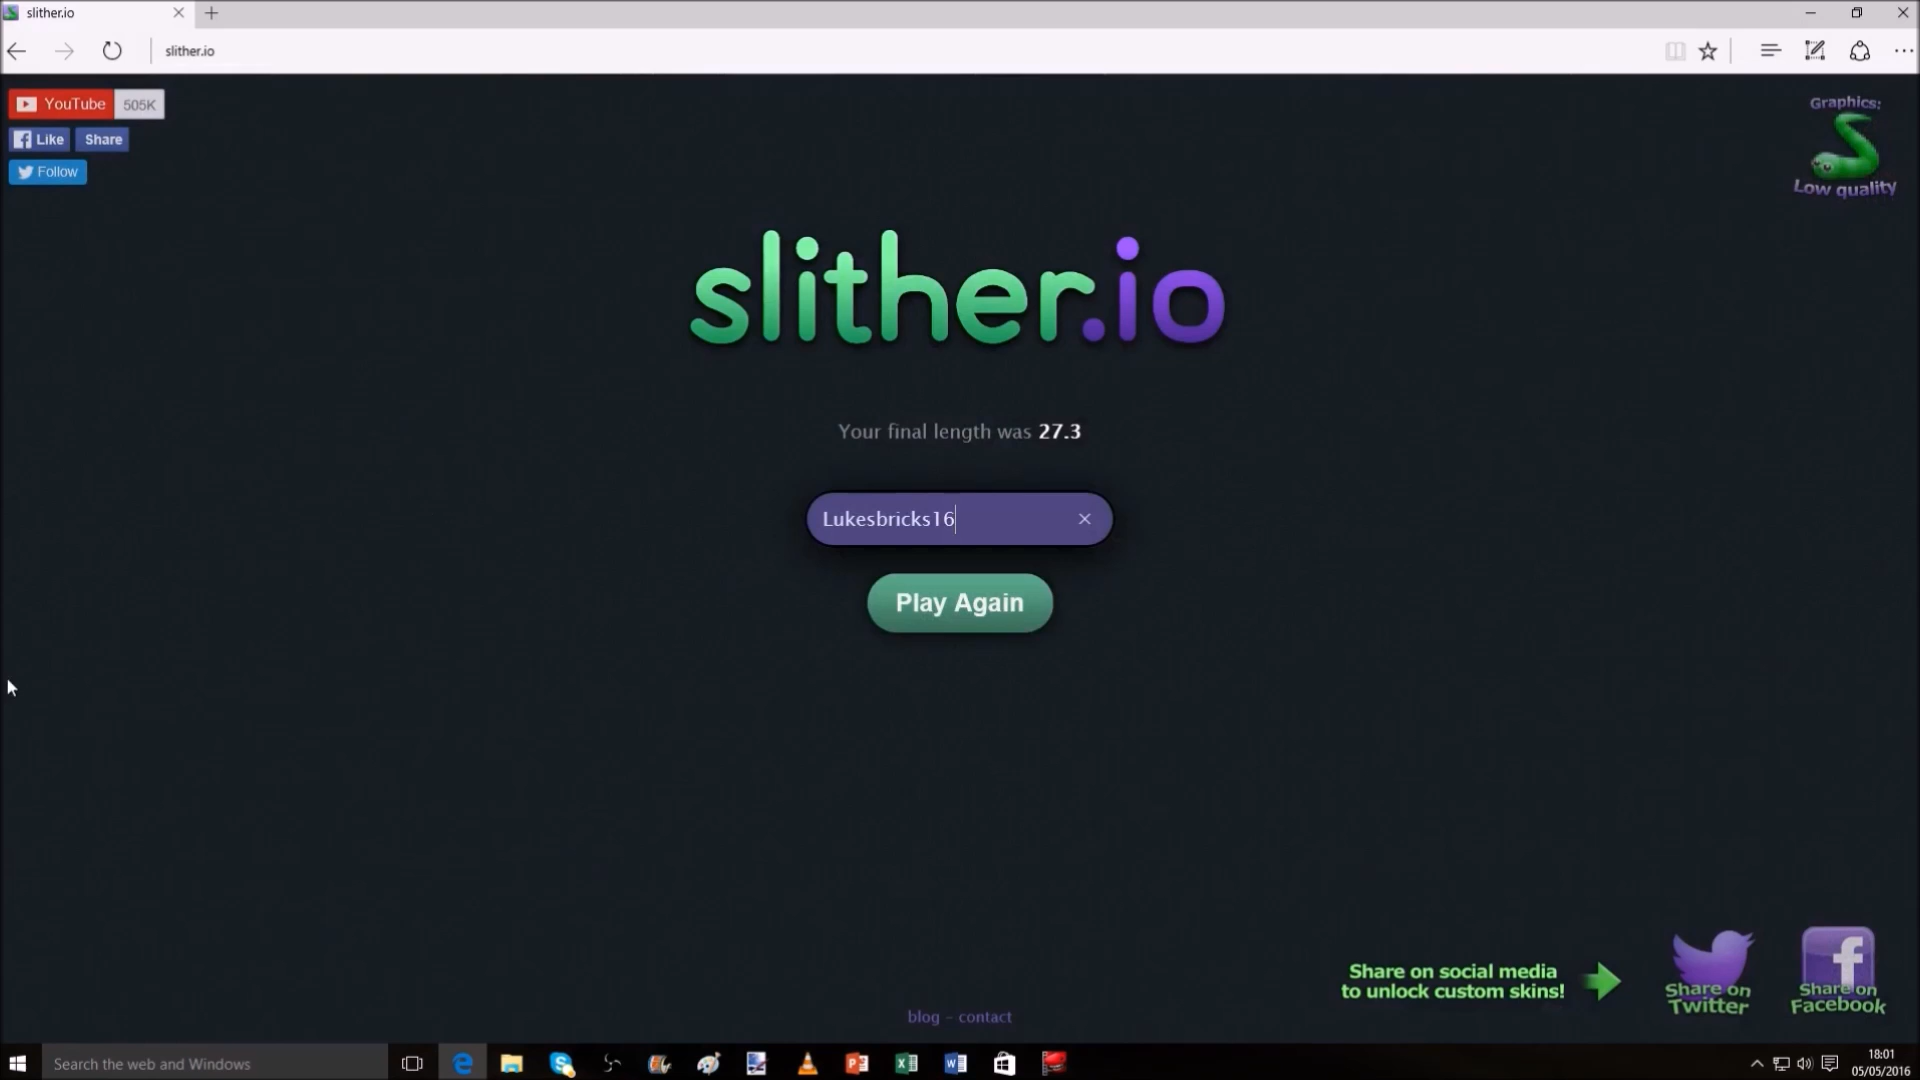 slither.io
slither.io
YouTube 505K
Like Share
Follow
Graphics:
Low quality
slither.io
Your final length was 27.3
Lukesbricks16
Play Again
Share on social media
to unlock custom skins!
Share on
Twitter
Share on
Facebook
blog - contact
Search the web and Windows
18:01
05/05/2016